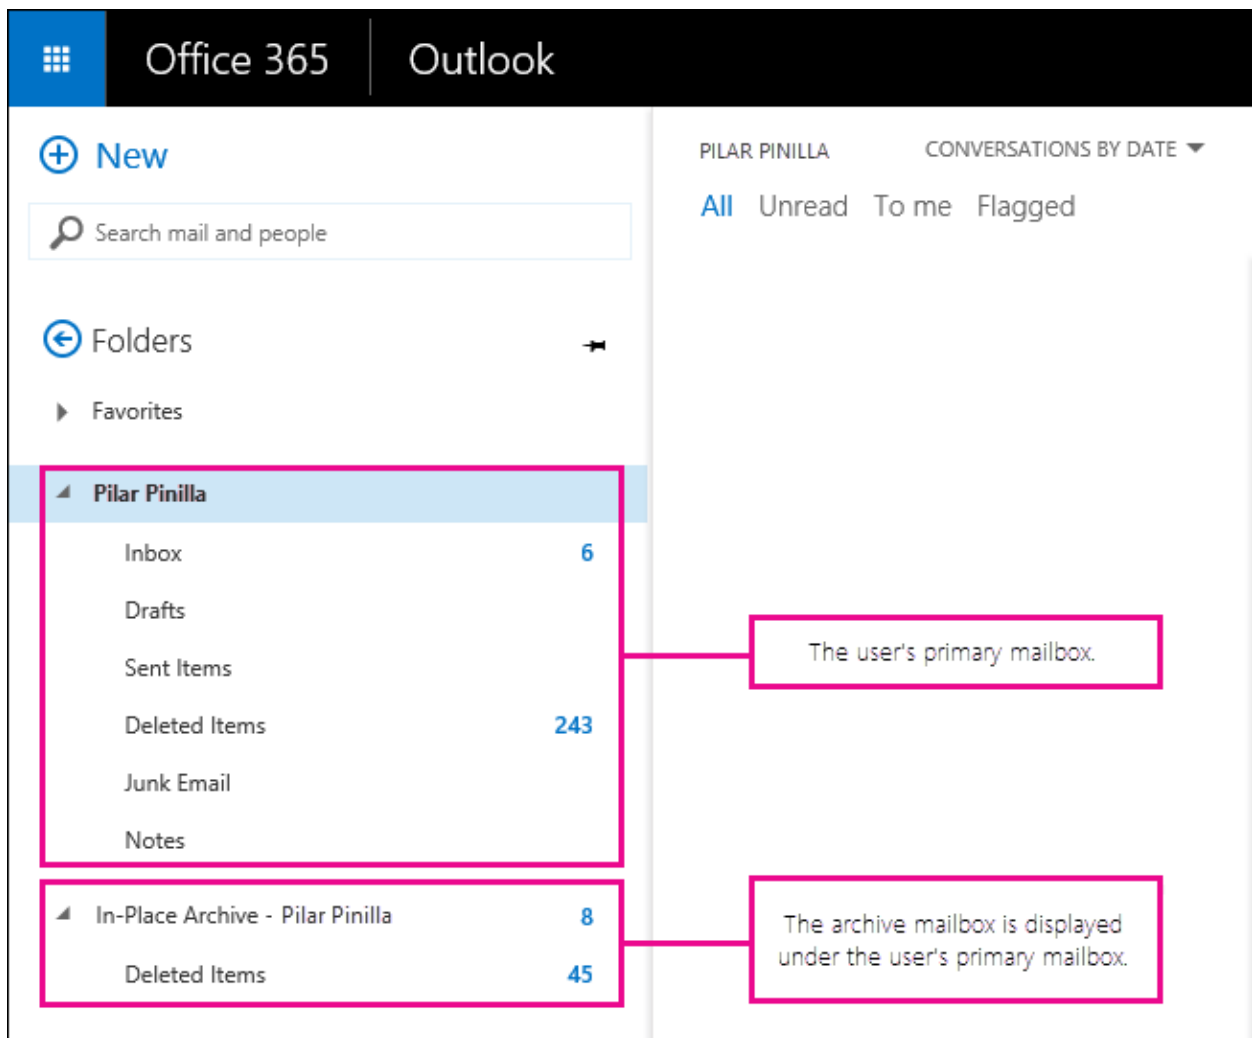 Office 365 Outlook
New
Search mail and people
Folders
Favorites
Pilar Pinilla
Inbox 6
Drafts
Sent Items
Deleted Items 243
Junk Email
Notes
In-Place Archive - Pilar Pinilla 8
Deleted Items 45
PILAR PINILLA CONVERSATIONS BY DATE
All Unread To me Flagged
The user's primary mailbox.
The archive mailbox is displayed
under the user's primary mailbox.